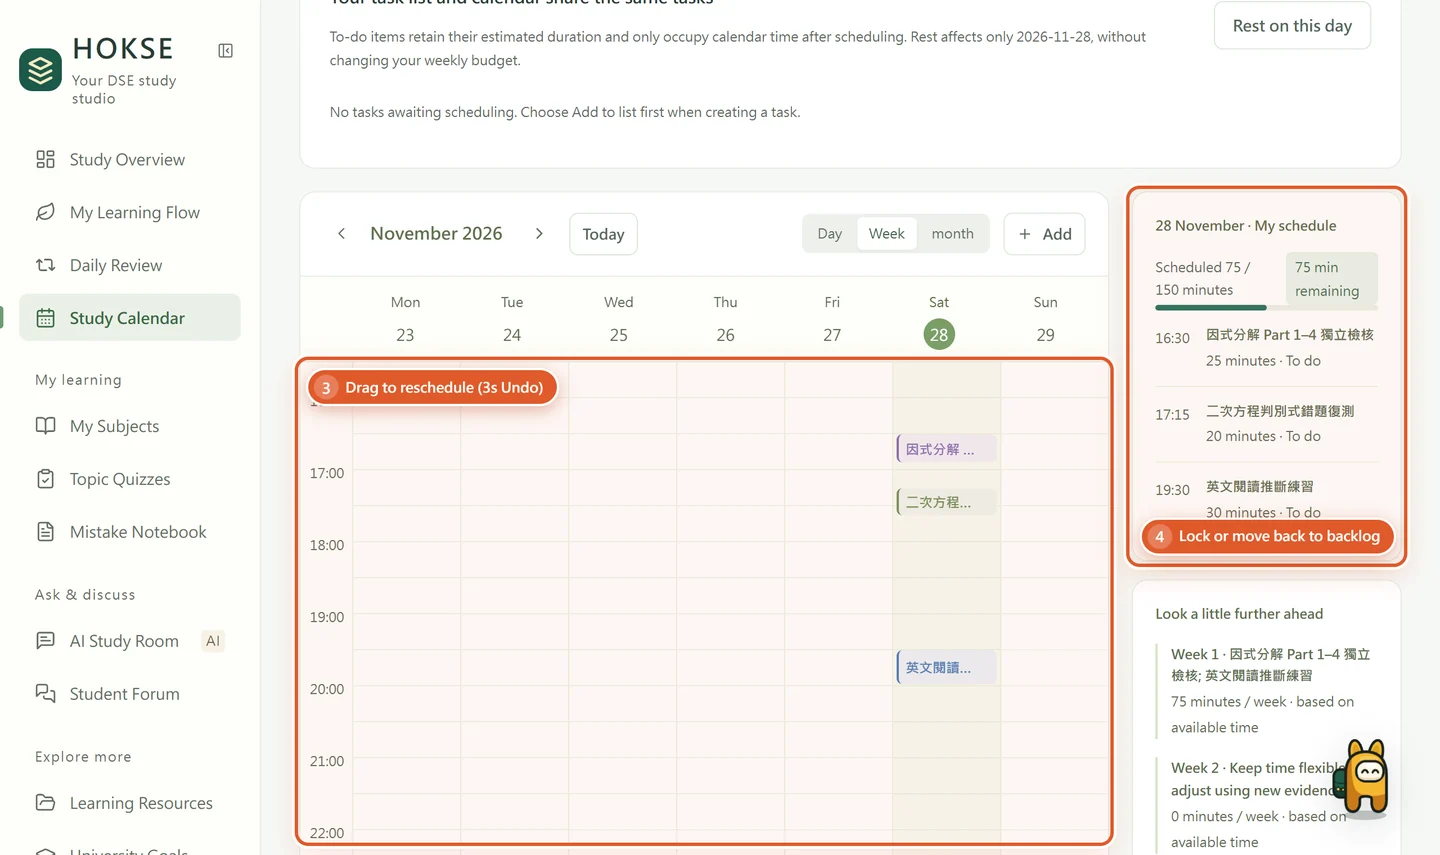 HOKSE
Your DSE study
studio
Study Overview
My Learning Flow
Daily Review
Study Calendar
My learning
My Subjects
Topic Quizzes
Mistake Notebook
Ask & discuss
AI Study Room
AI
Student Forum
Explore more
Learning Resources
University Goals
Your task list and calendar share the same tasks
To-do items retain their estimated duration and only occupy calendar time after scheduling. Rest affects only 2026-11-28, without
changing your weekly budget.
Rest on this day
No tasks awaiting scheduling. Choose Add to list first when creating a task.
November 2026
Today
Day
Week
month
+ Add
Mon
Tue
Wed
Thu
Fri
Sat
Sun
23
24
25
26
27
28
29
3 Drag to reschedule (3s Undo)
因式分解 ...
17:00
二次方程...
18:00
19:00
英文閱讀...
20:00
21:00
22:00
28 November · My schedule
Scheduled 75 /
150 minutes
75 min
remaining
16:30
因式分解 Part 1–4 獨立檢核
25 minutes · To do
17:15
二次方程判別式錯題復測
20 minutes · To do
19:30
英文閱讀推斷練習
30 minutes · To do
4 Lock or move back to backlog
Look a little further ahead
Week 1 · 因式分解 Part 1–4 獨立
檢核; 英文閱讀推斷練習
75 minutes / week · based on
available time
Week 2 · Keep time flexible
adjust using new evidence
0 minutes / week · based on
available time